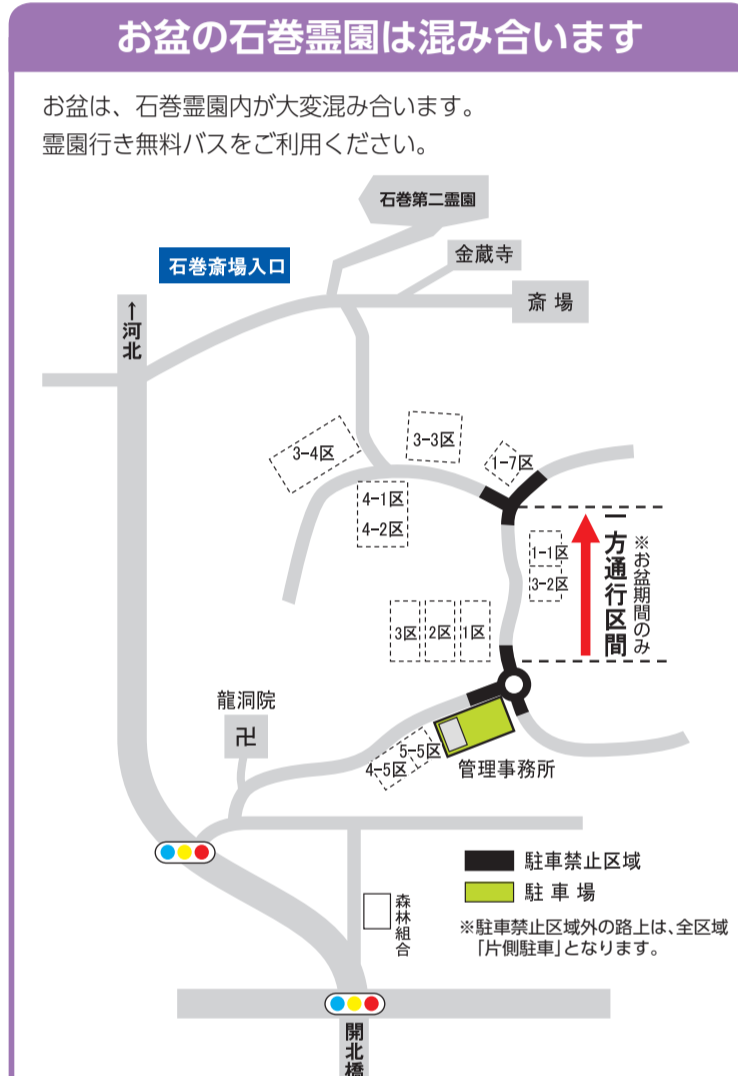 お盆の石巻霊園は混み合います
お盆は、石巻霊園内が大変混み合います。
霊園行き無料バスをご利用ください。
石巻第二霊園
金蔵寺
石巻斎場入口
斎場
↑河北
3-3区
3-4区
1-7区
4-1区
4-2区
1-1区
3-2区
一方通行区間
※お盆期間のみ
3区
2区
1区
龍洞院
卍
5-5区
4-5区
管理事務所
駐車禁止区域
駐車場
森林組合
※駐車禁止区域外の路上は、全区域
「片側駐車」となります。
開北橋